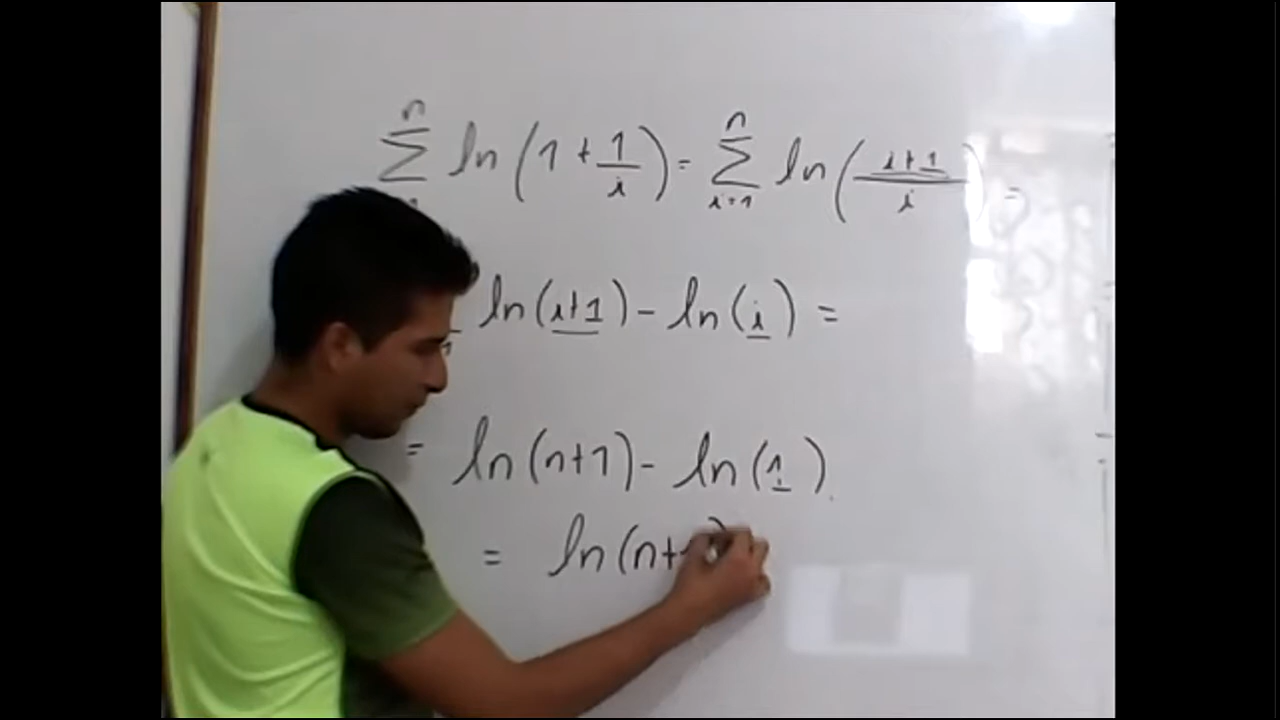 n n
∑ ln(1+1/i) = ∑ ln((i+1)/i) =
i=1
ln(i+1) - ln(i) =
= ln(n+1) - ln(1).
= ln(n+